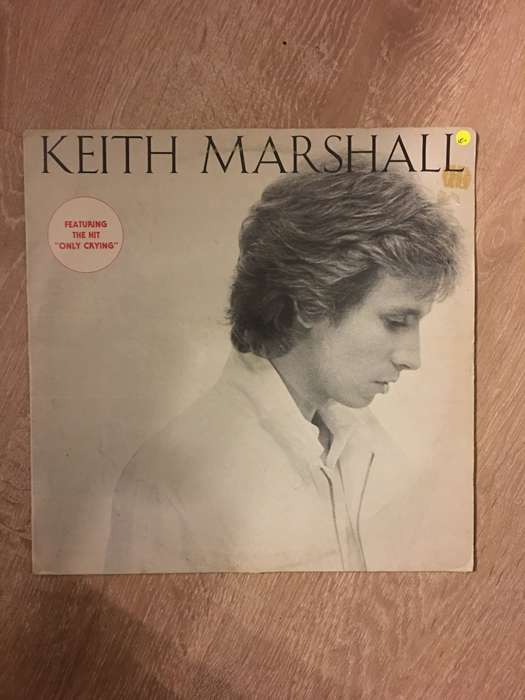 KEITH MARSHALL
FEATURING
THE HIT
"ONLY CRYING"